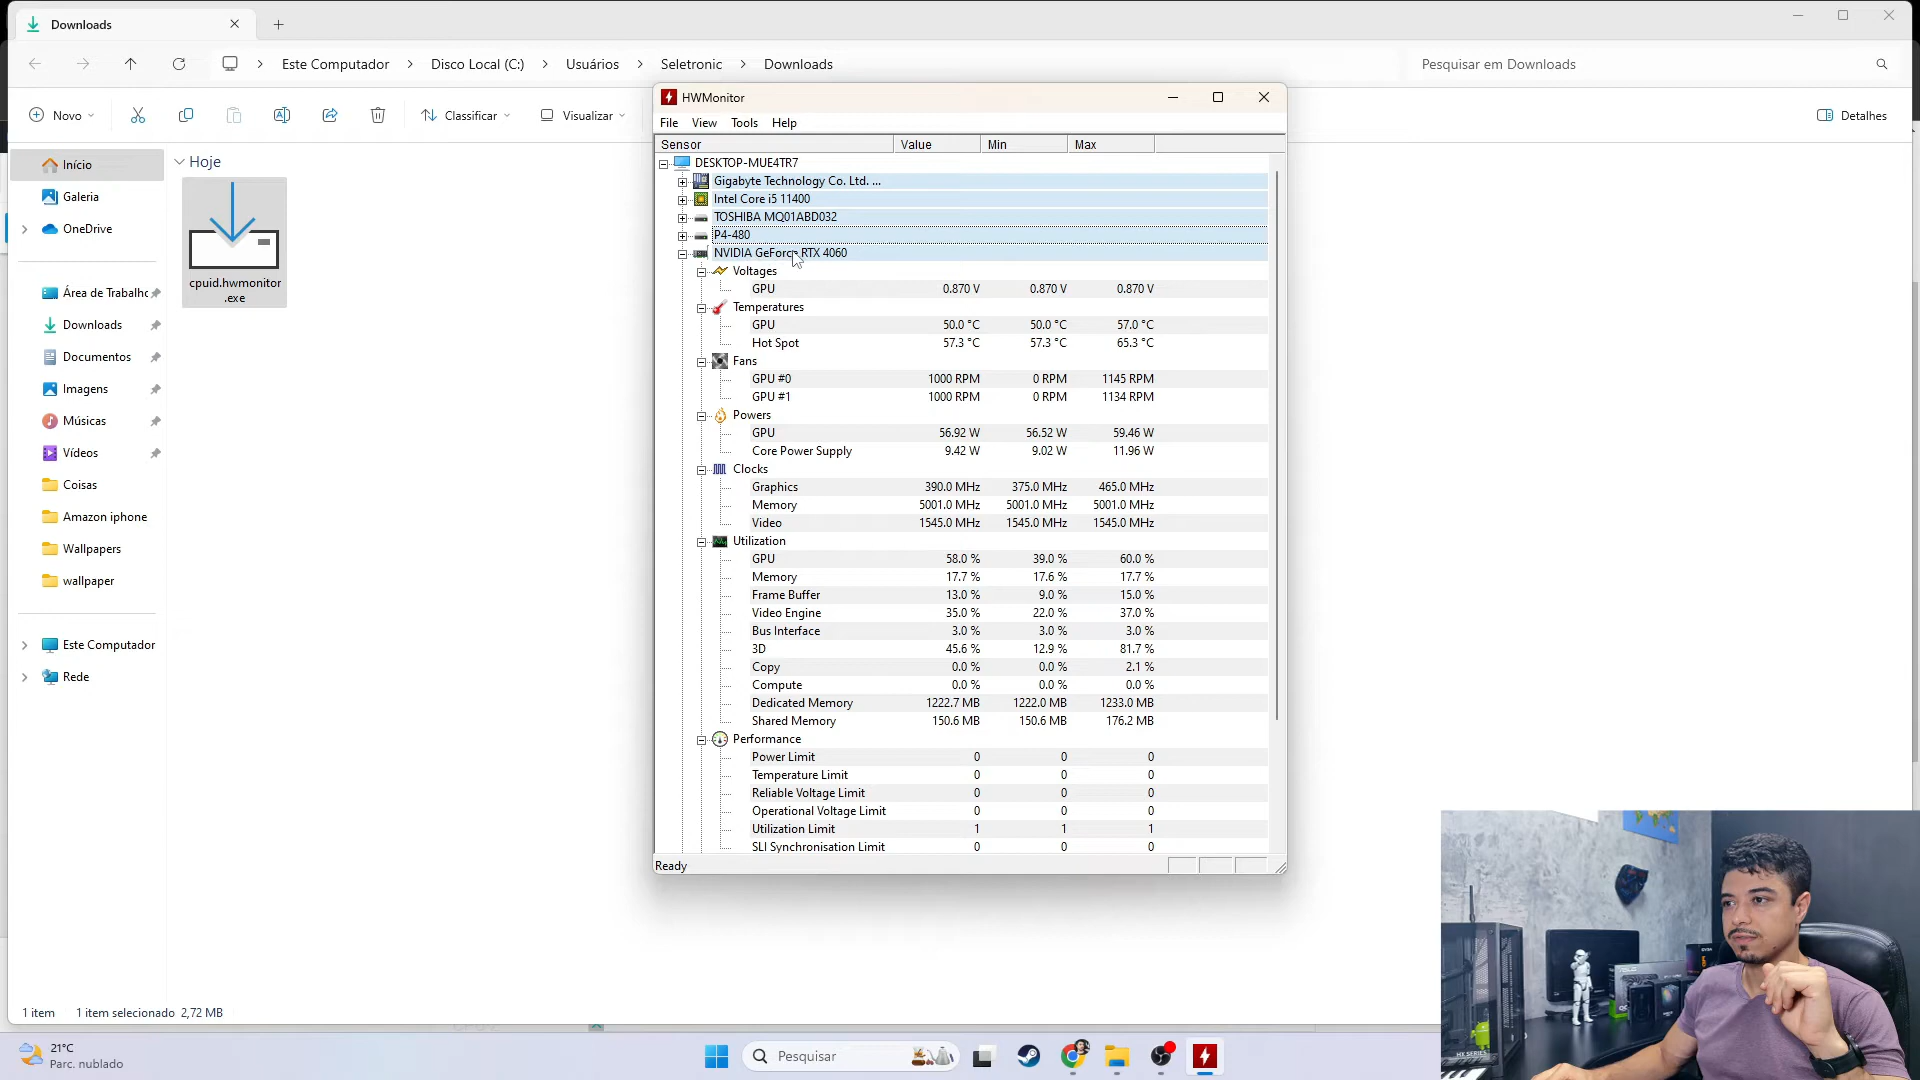 Downloads
Este Computador > Disco Local (C:) > Usuários > Seletronic > Downloads
Pesquisar em Downloads
Novo
Classificar
Visualizar
Detalhes
Início
Galeria
OneDrive
Área de Trabalho
Downloads
Documentos
Imagens
Músicas
Vídeos
Coisas
Amazon iphone
Wallpapers
wallpaper
Este Computador
Rede
Hoje
cpuid.hwmonitor
.exe
HWMonitor
File View Tools Help
Sensor Value Min Max
DESKTOP-MUE4TR7
Gigabyte Technology Co. Ltd. ...
Intel Core i5 11400
TOSHIBA MQ01ABD032
P4-480
NVIDIA GeForce RTX 4060
Voltages
GPU 0.870 V 0.870 V 0.870 V
Temperatures
GPU 50.0 °C 50.0 °C 57.0 °C
Hot Spot 57.3 °C 57.3 °C 65.3 °C
Fans
GPU #0 1000 RPM 0 RPM 1145 RPM
GPU #1 1000 RPM 0 RPM 1134 RPM
Powers
GPU 56.92 W 56.52 W 59.46 W
Core Power Supply 9.42 W 9.02 W 11.96 W
Clocks
Graphics 390.0 MHz 375.0 MHz 465.0 MHz
Memory 5001.0 MHz 5001.0 MHz 5001.0 MHz
Video 1545.0 MHz 1545.0 MHz 1545.0 MHz
Utilization
GPU 58.0 % 39.0 % 60.0 %
Memory 17.7 % 17.6 % 17.7 %
Frame Buffer 13.0 % 9.0 % 15.0 %
Video Engine 35.0 % 22.0 % 37.0 %
Bus Interface 3.0 % 3.0 % 3.0 %
3D 45.6 % 12.9 % 81.7 %
Copy 0.0 % 0.0 % 2.1 %
Compute 0.0 % 0.0 % 0.0 %
Dedicated Memory 1222.7 MB 1222.0 MB 1233.0 MB
Shared Memory 150.6 MB 150.6 MB 176.2 MB
Performance
Power Limit 0 0 0
Temperature Limit 0 0 0
Reliable Voltage Limit 0 0 0
Operational Voltage Limit 0 0 0
Utilization Limit 1 1 1
SLI Synchronisation Limit 0 0 0
Ready
1 item 1 item selecionado 2,72 MB
21°C
Parc. nublado
Pesquisar
HX SERIES